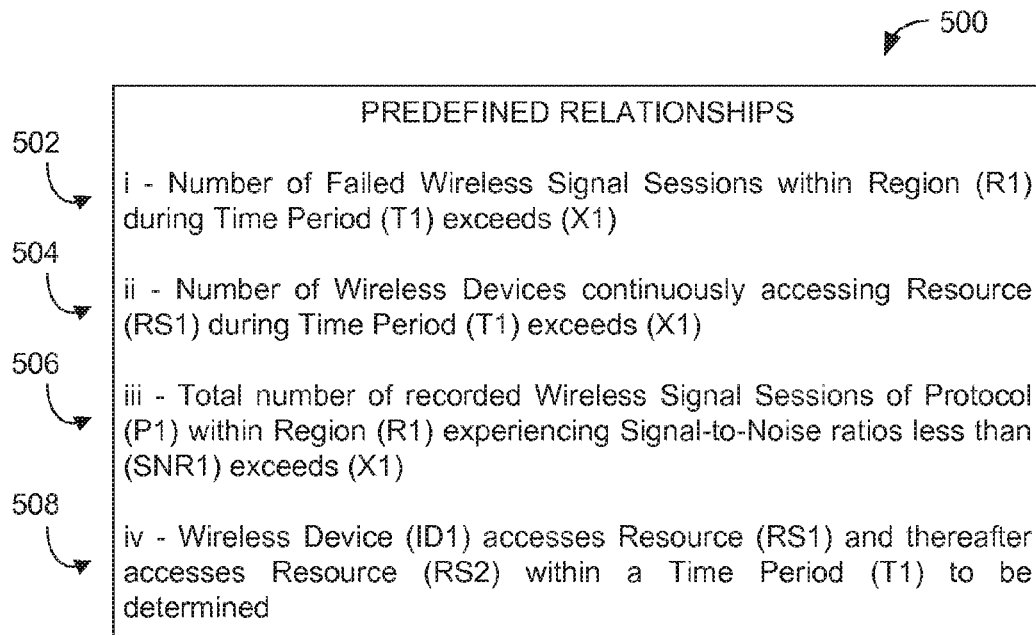 500
PREDEFINED RELATIONSHIPS
502
i - Number of Failed Wireless Signal Sessions within Region (R1)
during Time Period (T1) exceeds (X1)
504
ii - Number of Wireless Devices continuously accessing Resource
(RS1) during Time Period (T1) exceeds (X1)
506
iii - Total number of recorded Wireless Signal Sessions of Protocol
(P1) within Region (R1) experiencing Signal-to-Noise ratios less than
(SNR1) exceeds (X1)
508
iv - Wireless Device (ID1) accesses Resource (RS1) and thereafter
accesses Resource (RS2) within a Time Period (T1) to be
determined